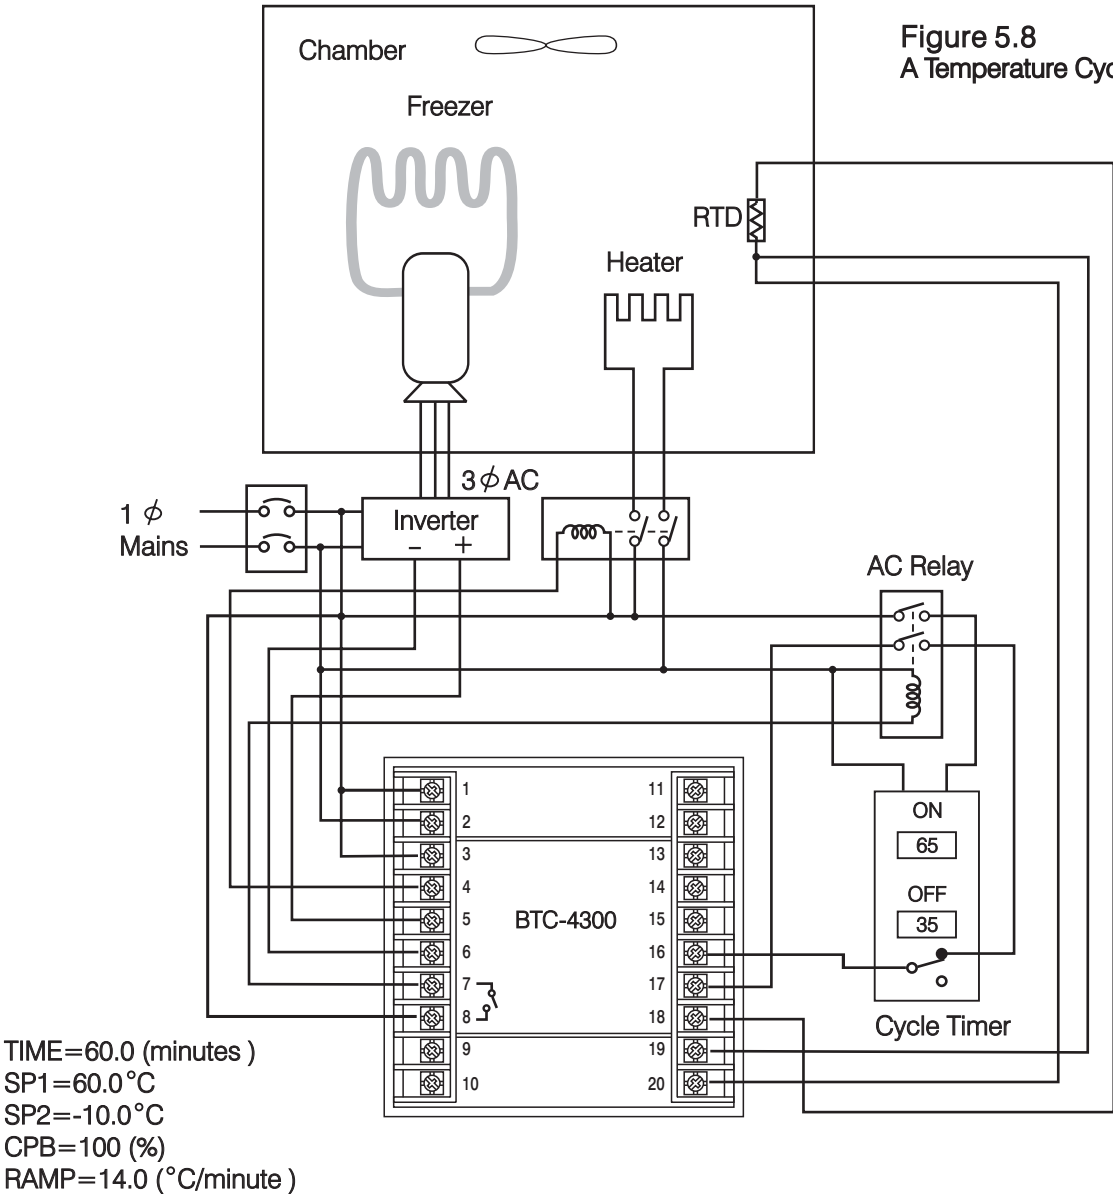 Figure 5.8
A Temperature Cyc
Chamber
Freezer
RTD
Heater
3 ϕ AC
1 ϕ
Mains
Inverter
− +
AC Relay
1 11
2 12
3 13
4 14
5 15
6 16
7 17
8 18
9 19
10 20
BTC-4300
ON
65
OFF
35
Cycle Timer
TIME=60.0 (minutes )
SP1=60.0°C
SP2=-10.0°C
CPB=100 (%)
RAMP=14.0 (°C/minute )